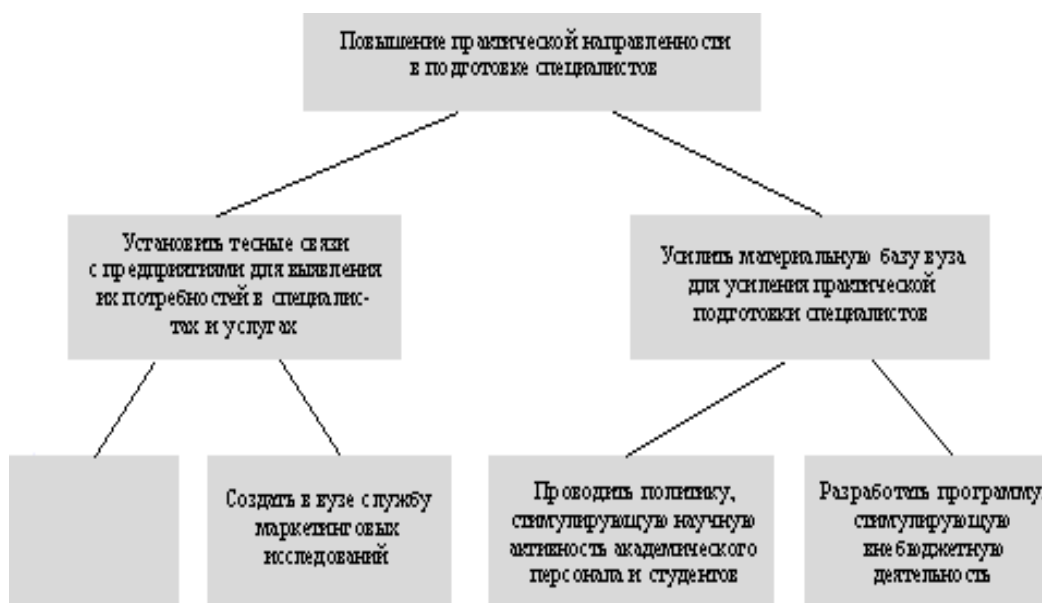 Повышение практической направленности
в подготовке специалистов
Установить тесные связи
с предприятиями для выявления
их потребностей в специалис-
тах и услугах
Усилить материальную базу вуза
для усиления практической
подготовки специалистов
Создать в вузе службу
маркетинговых
исследований
Проводить политику,
стимулирующую научную
активность академического
персонала и студентов
Разработать программу
стимулирующую
внебюджетную
деятельность